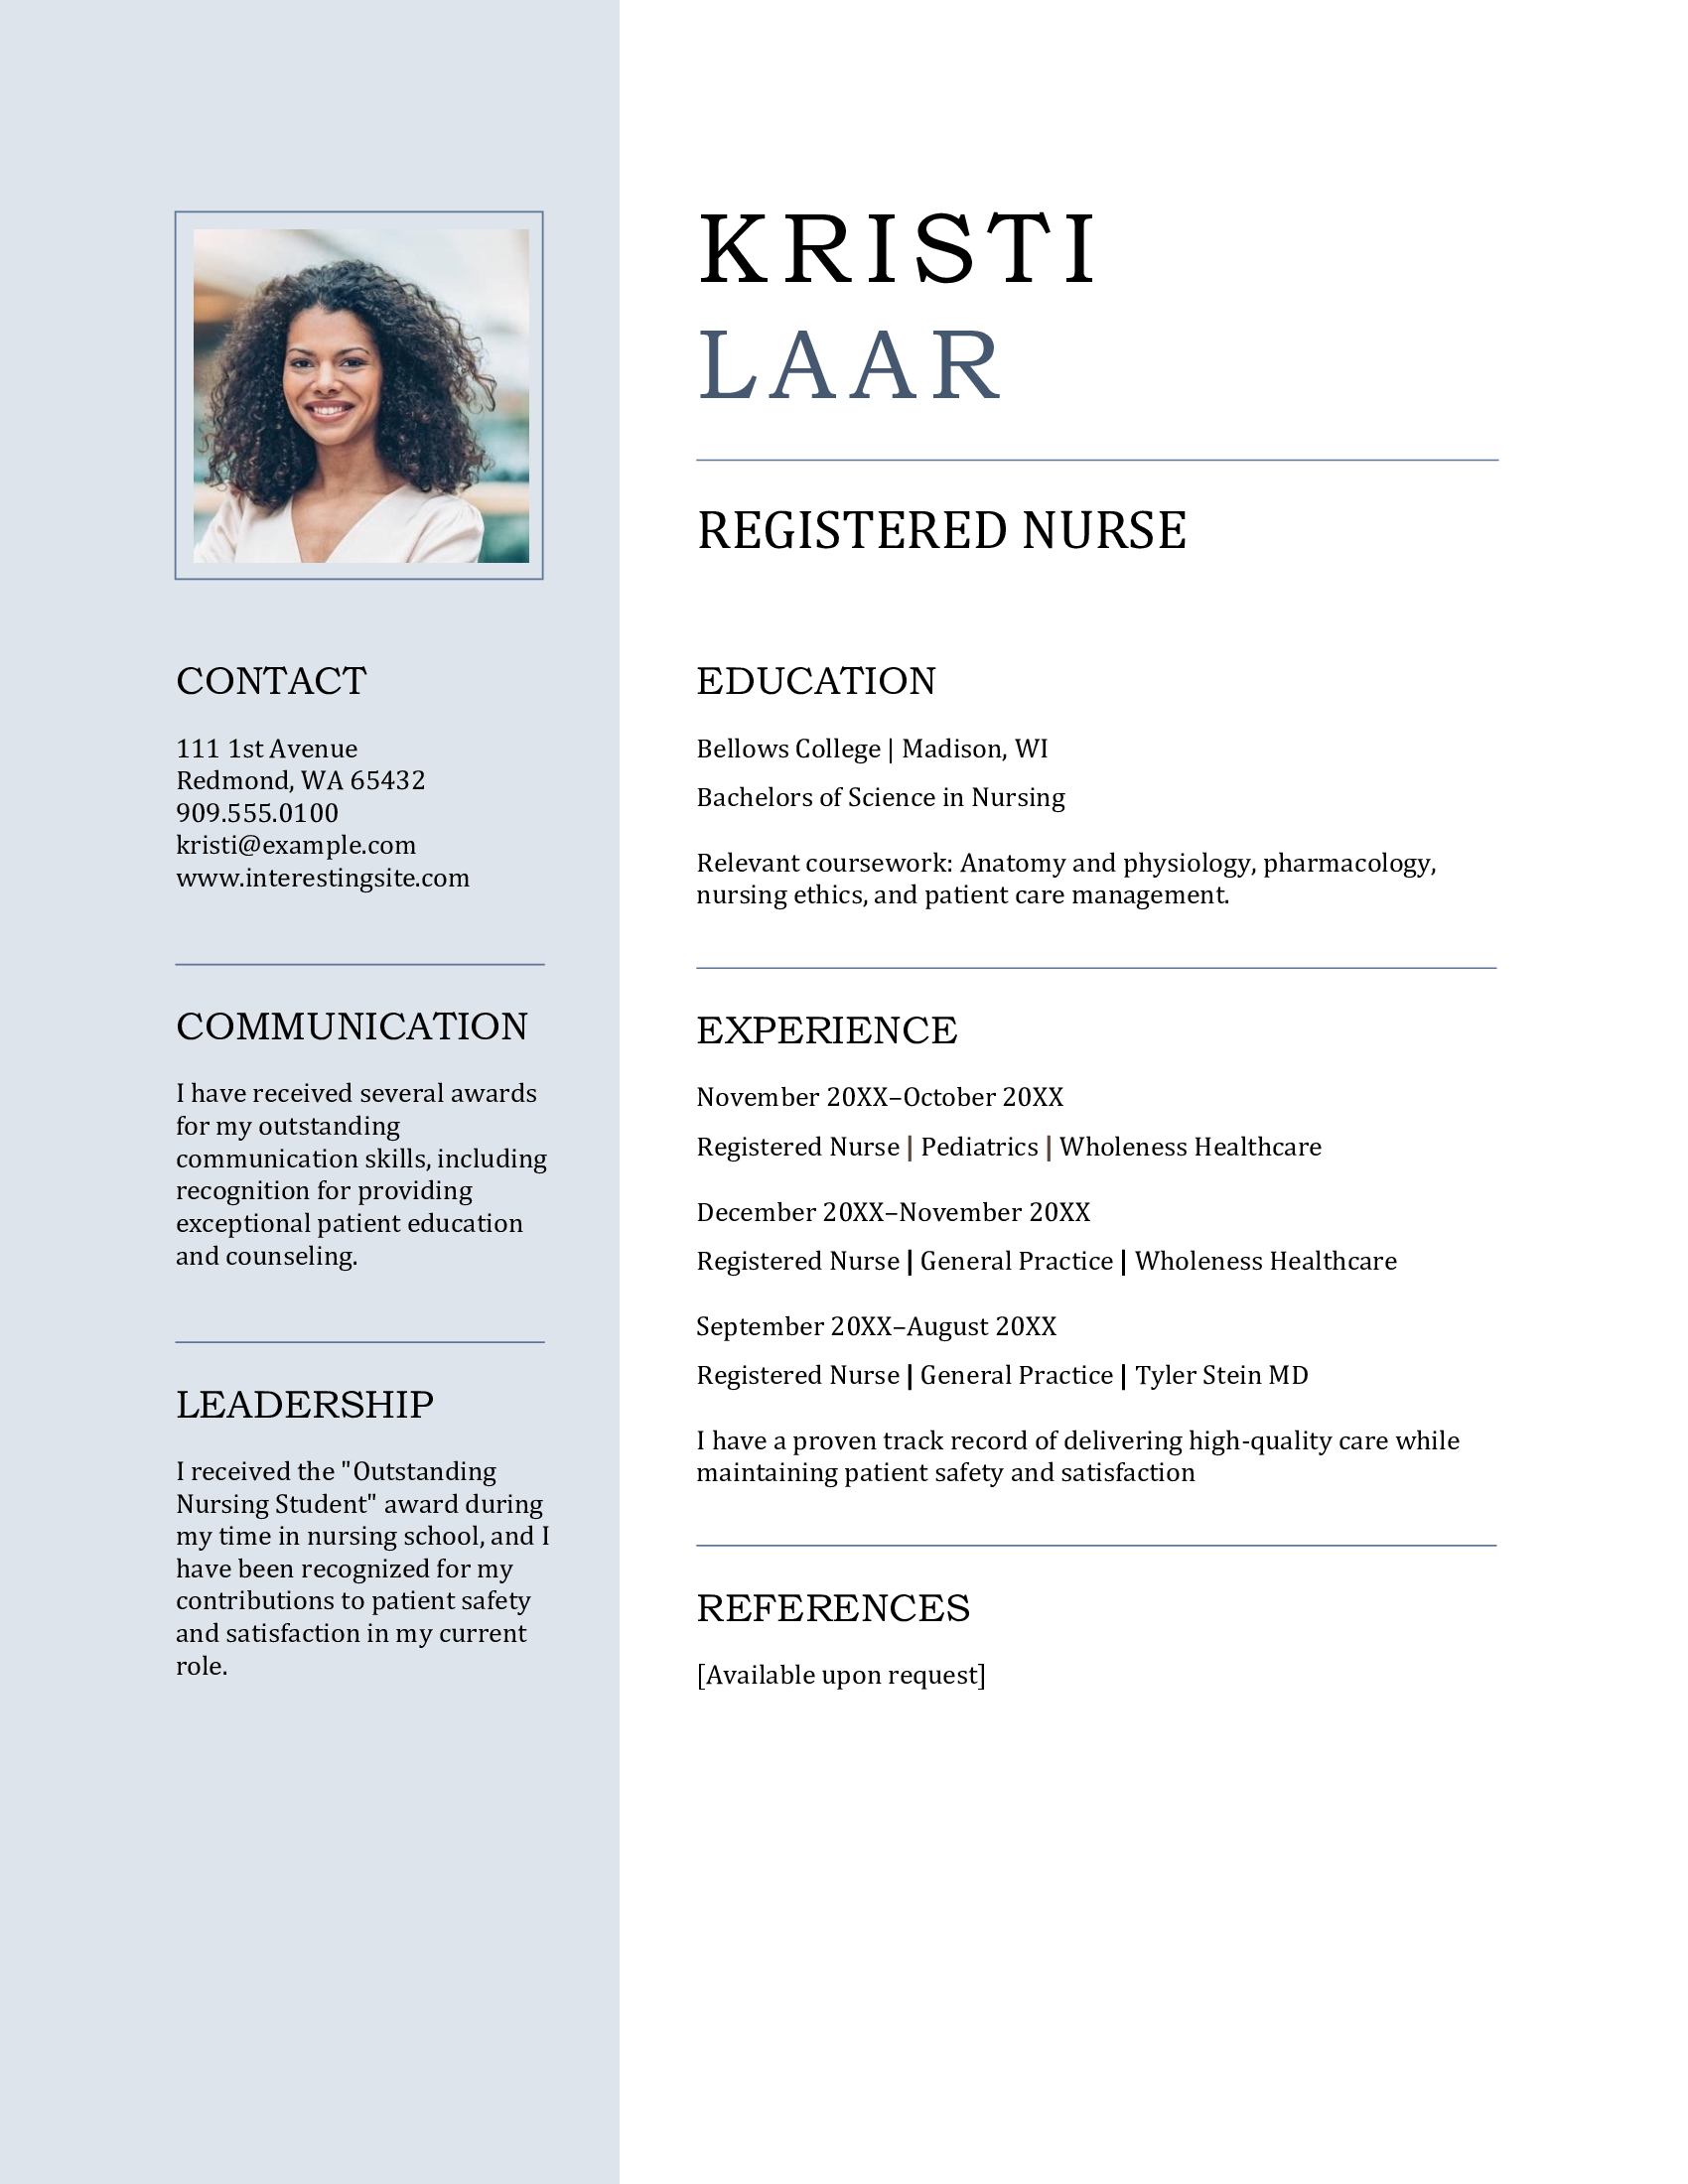 KRISTI
LAAR
REGISTERED NURSE
CONTACT
111 1st Avenue
Redmond, WA 65432
909.555.0100
kristi@example.com
www.interestingsite.com
COMMUNICATION
I have received several awards
for my outstanding
communication skills, including
recognition for providing
exceptional patient education
and counseling.
LEADERSHIP
I received the "Outstanding
Nursing Student" award during
my time in nursing school, and I
have been recognized for my
contributions to patient safety
and satisfaction in my current
role.
EDUCATION
Bellows College | Madison, WI
Bachelors of Science in Nursing
Relevant coursework: Anatomy and physiology, pharmacology,
nursing ethics, and patient care management.
EXPERIENCE
November 20XX–October 20XX
Registered Nurse | Pediatrics | Wholeness Healthcare
December 20XX–November 20XX
Registered Nurse | General Practice | Wholeness Healthcare
September 20XX–August 20XX
Registered Nurse | General Practice | Tyler Stein MD
I have a proven track record of delivering high-quality care while
maintaining patient safety and satisfaction
REFERENCES
[Available upon request]